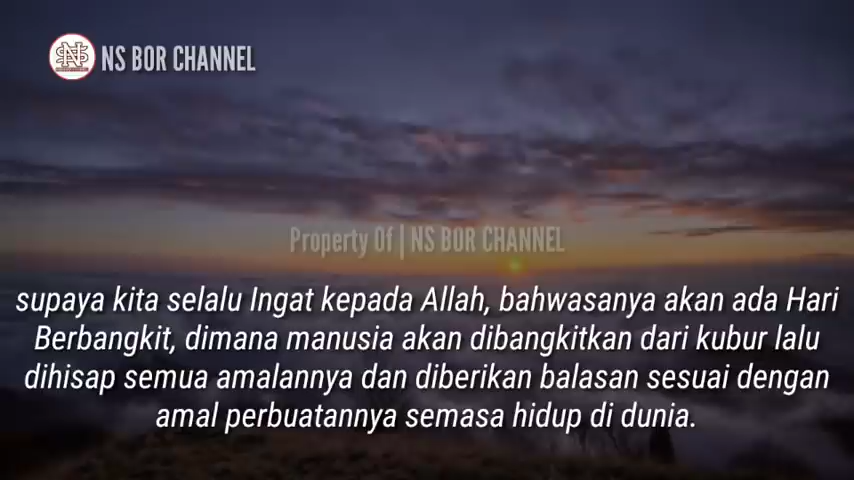 NS BOR CHANNEL
Property Of | NS BOR CHANNEL
supaya kita selalu Ingat kepada Allah, bahwasanya akan ada Hari
Berbangkit, dimana manusia akan dibangkitkan dari kubur lalu
dihisap semua amalannya dan diberikan balasan sesuai dengan
amal perbuatannya semasa hidup di dunia.